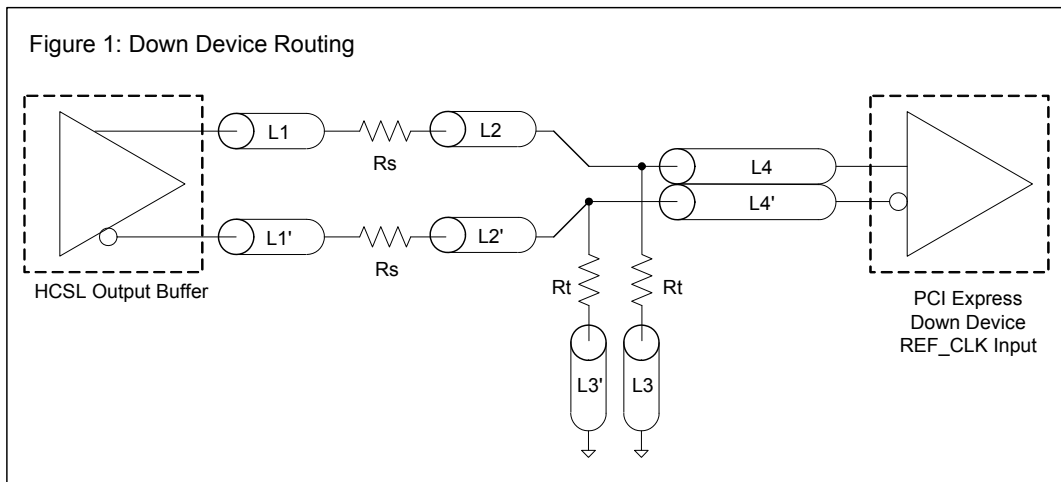 Figure 1: Down Device Routing
L1
Rs
L2
L4
L4'
L1'
Rs
L2'
Rt
Rt
L3'
L3
HCSL Output Buffer
PCI Express
Down Device
REF_CLK Input